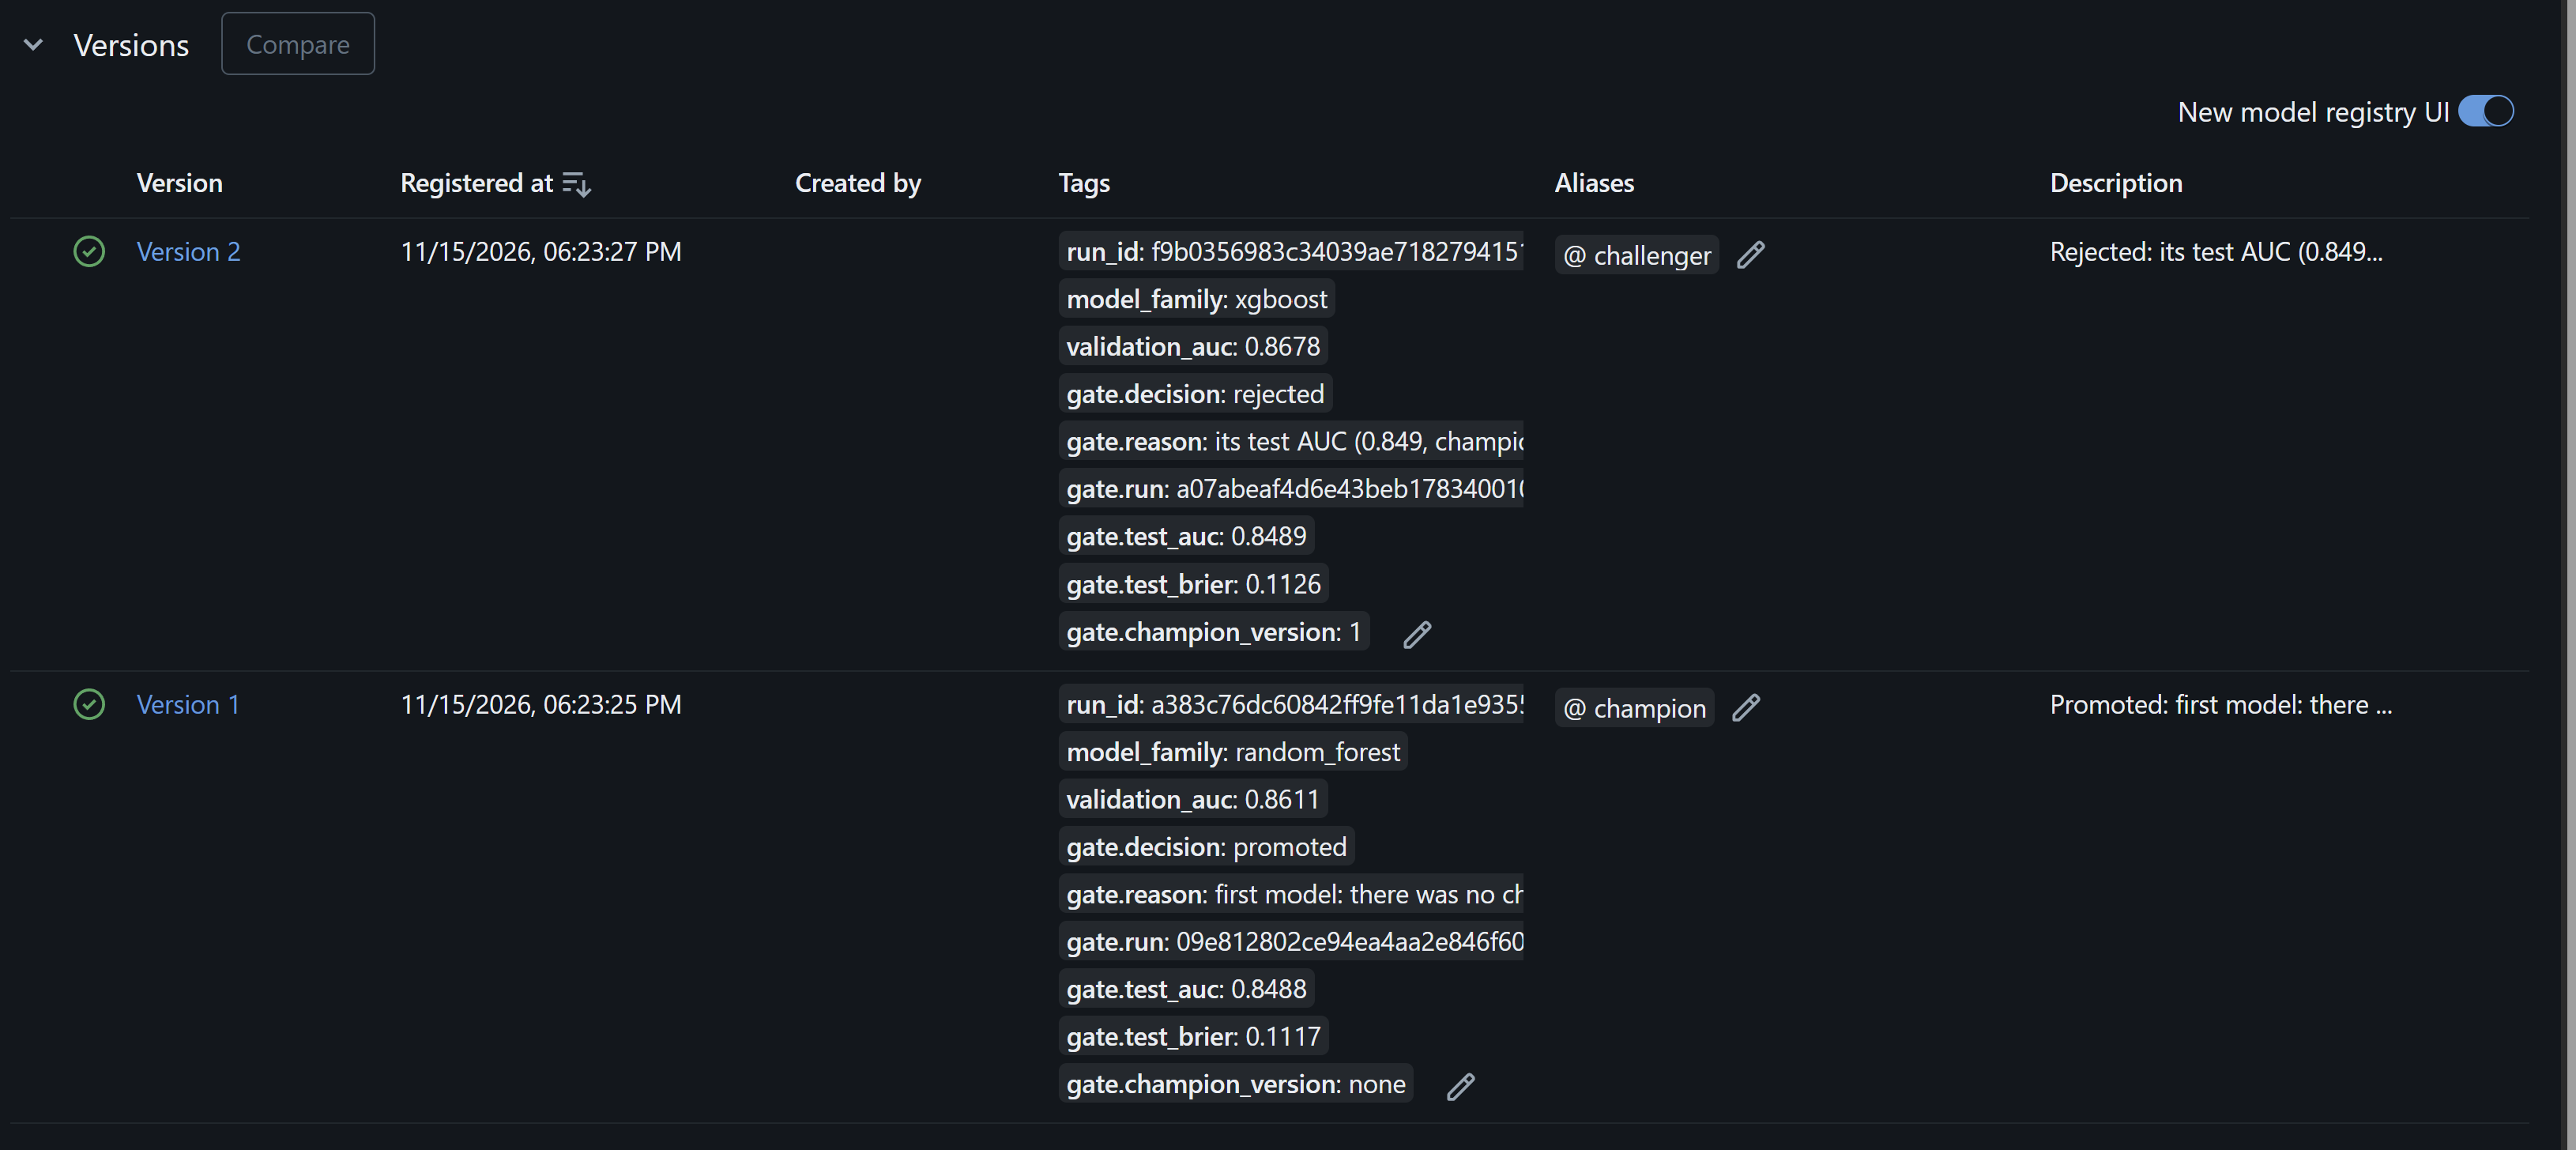 Versions Compare
New model registry UI
Version Registered at Created by Tags Aliases Description
Version 2 11/15/2026, 06:23:27 PM run_id: f9b0356983c34039ae7182794151 @ challenger Rejected: its test AUC (0.849...
model_family: xgboost
validation_auc: 0.8678
gate.decision: rejected
gate.reason: its test AUC (0.849, champic
gate.run: a07abeaf4d6e43beb178340010
gate.test_auc: 0.8489
gate.test_brier: 0.1126
gate.champion_version: 1
Version 1 11/15/2026, 06:23:25 PM run_id: a383c76dc60842ff9fe11da1e9355 @ champion Promoted: first model: there ...
model_family: random_forest
validation_auc: 0.8611
gate.decision: promoted
gate.reason: first model: there was no ch
gate.run: 09e812802ce94ea4aa2e846f60
gate.test_auc: 0.8488
gate.test_brier: 0.1117
gate.champion_version: none